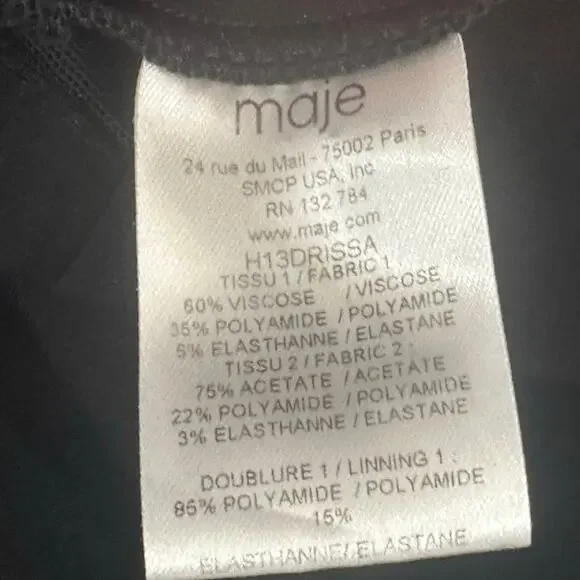 maje
24 rue du Mail - 75002 Paris
SMCP USA, Inc
RN 132 784
www.maje.com
H13DRISSA
TISSU 1 / FABRIC 1
60% VISCOSE / VISCOSE
35% POLYAMIDE / POLYAMIDE
5% ELASTHANNE / ELASTANE
TISSU 2 / FABRIC 2
75% ACETATE / ACETATE
22% POLYAMIDE / POLYAMIDE
3% ELASTHANNE / ELASTANE
DOUBLURE 1 / LINNING 1 :
85% POLYAMIDE / POLYAMIDE
15%
ELASTHANNE / ELASTANE